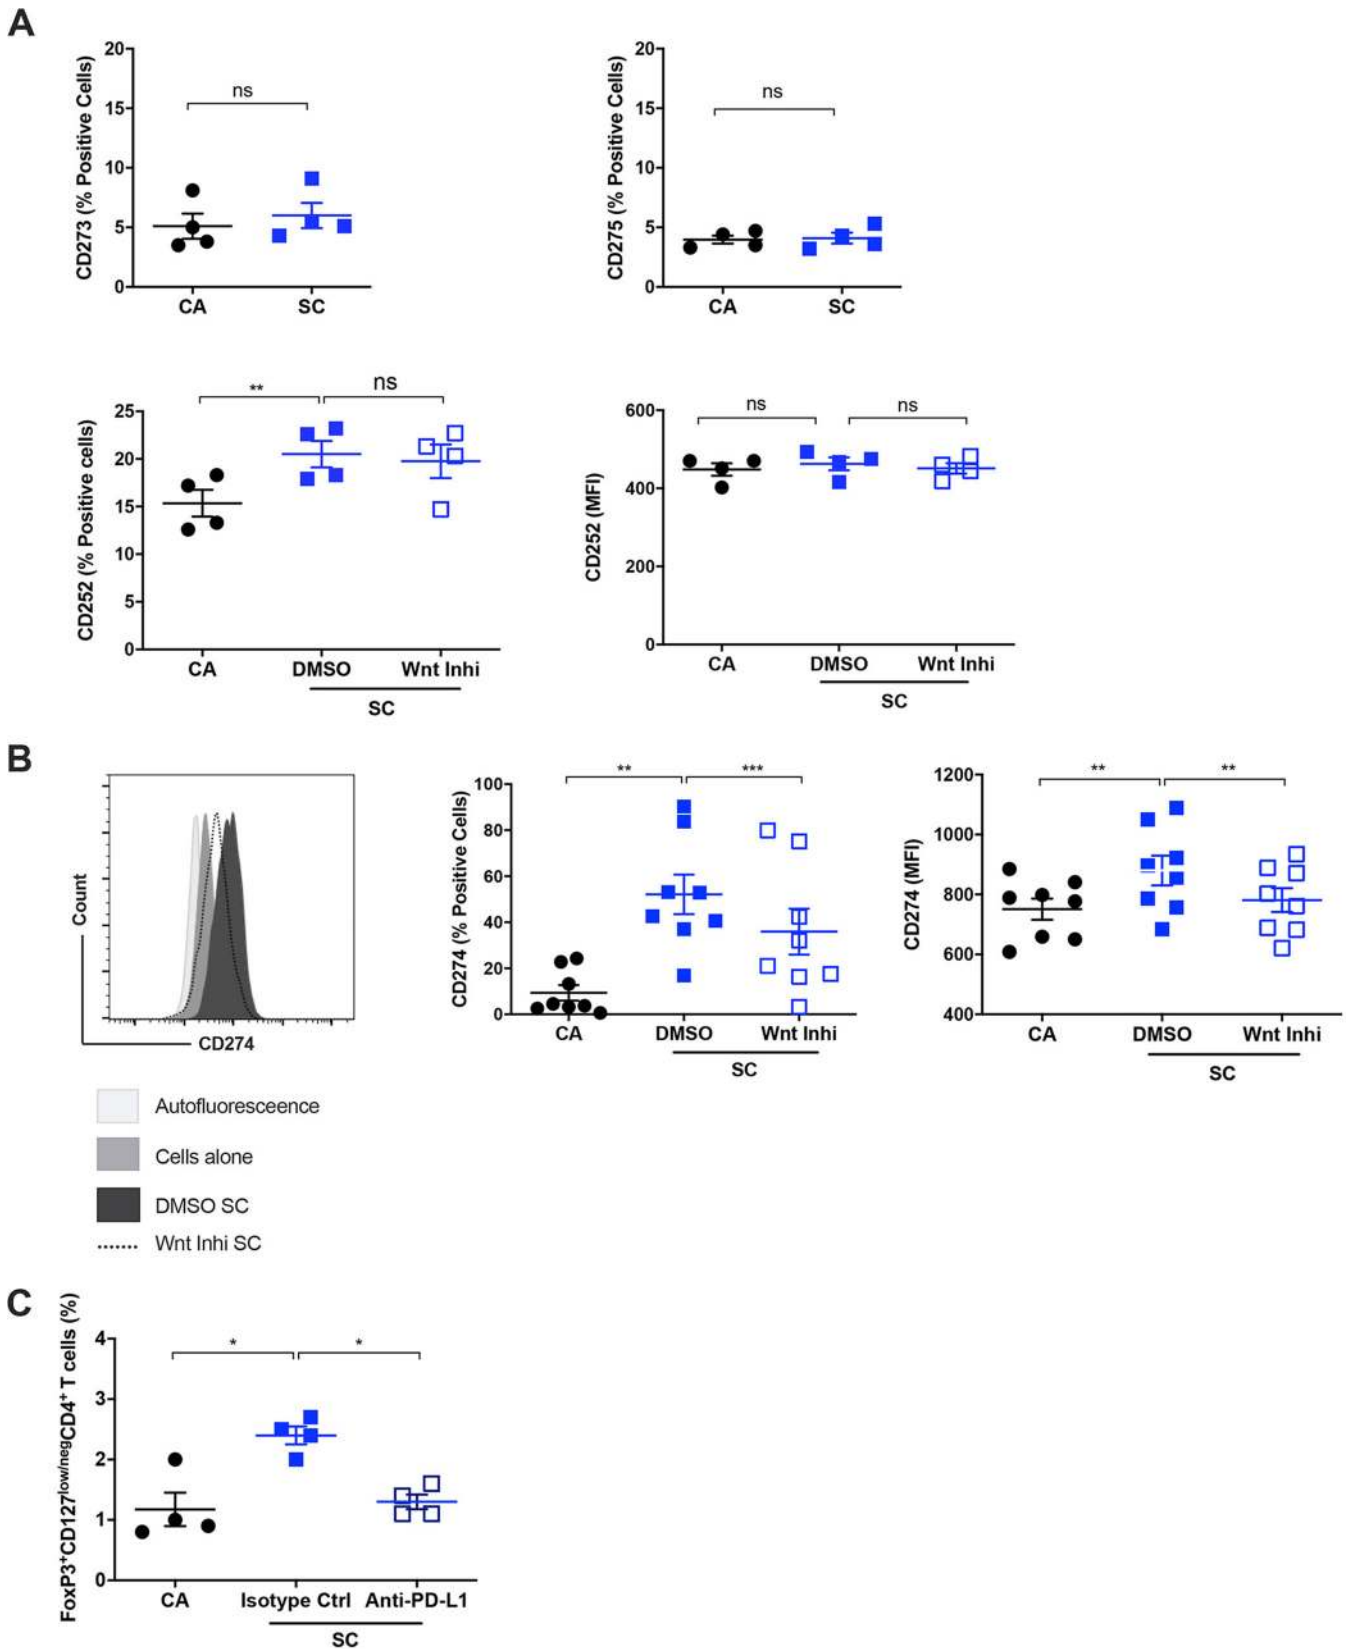 A
CD273 (% Positive Cells)
20
15
10
5
0
ns
CA SC
CD275 (% Positive Cells)
20
15
10
5
0
ns
CA SC
CD252 (% Positive cells)
25
20
15
10
5
0
** ns
CA DMSO Wnt Inhi
SC
CD252 (MFI)
600
400
200
0
ns ns
CA DMSO Wnt Inhi
SC
B
Count
CD274
Autofluoresceence
Cells alone
DMSO SC
Wnt Inhi SC
CD274 (% Positive Cells)
100
80
60
40
20
0
** ***
CA DMSO Wnt Inhi
SC
CD274 (MFI)
1200
1000
800
600
400
** **
CA DMSO Wnt Inhi
SC
C
FoxP3⁺CD127ˡᵒʷ/ⁿᵉᵍCD4⁺ T cells (%)
4
3
2
1
0
* *
CA Isotype Ctrl Anti-PD-L1
SC